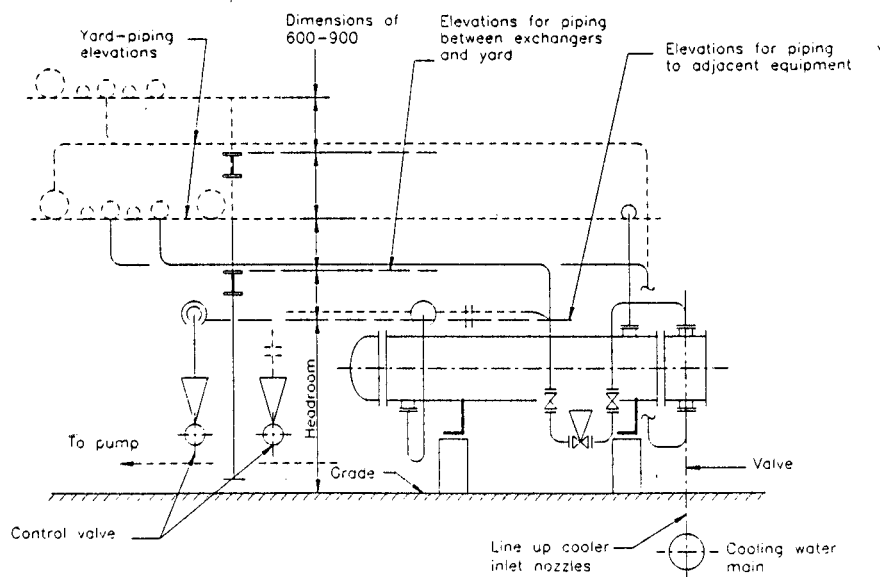 Dimensions of
600-900
Elevations for piping
between exchangers
and yard
Yard-piping
elevations
Elevations for piping
to adjacent equipment
Headroom
To pump
Grade
Valve
Control valve
Line up cooler
inlet nozzles
Cooling water
main